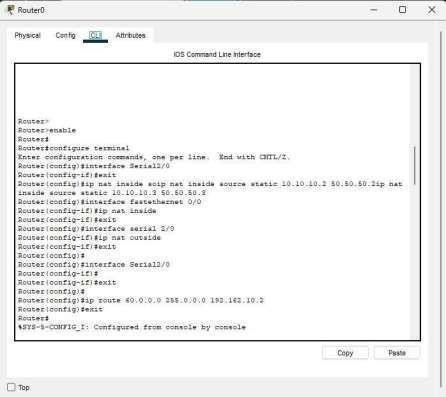 Router0
Physical Config CLI Attributes
IOS Command Line Interface
Router>
Router>enable
Router#
Router#configure terminal
Enter configuration commands, one per line. End with CNTL/Z.
Router(config)#interface Serial2/0
Router(config-if)#exit
Router(config)#ip nat inside soip nat inside source static 10.10.10.2 50.50.50.2ip nat
inside source static 10.10.10.3 50.50.50.3
Router(config)#interface fastethernet 0/0
Router(config-if)#ip nat inside
Router(config-if)#exit
Router(config)#interface serial 2/0
Router(config-if)#ip nat outside
Router(config-if)#exit
Router(config)#
Router(config)#interface Serial2/0
Router(config-if)#
Router(config-if)#exit
Router(config)#
Router(config)#ip route 60.0.0.0 255.0.0.0 192.162.10.2
Router(config)#exit
Router#
%SYS-5-CONFIG_I: Configured from console by console
Copy Paste
Top